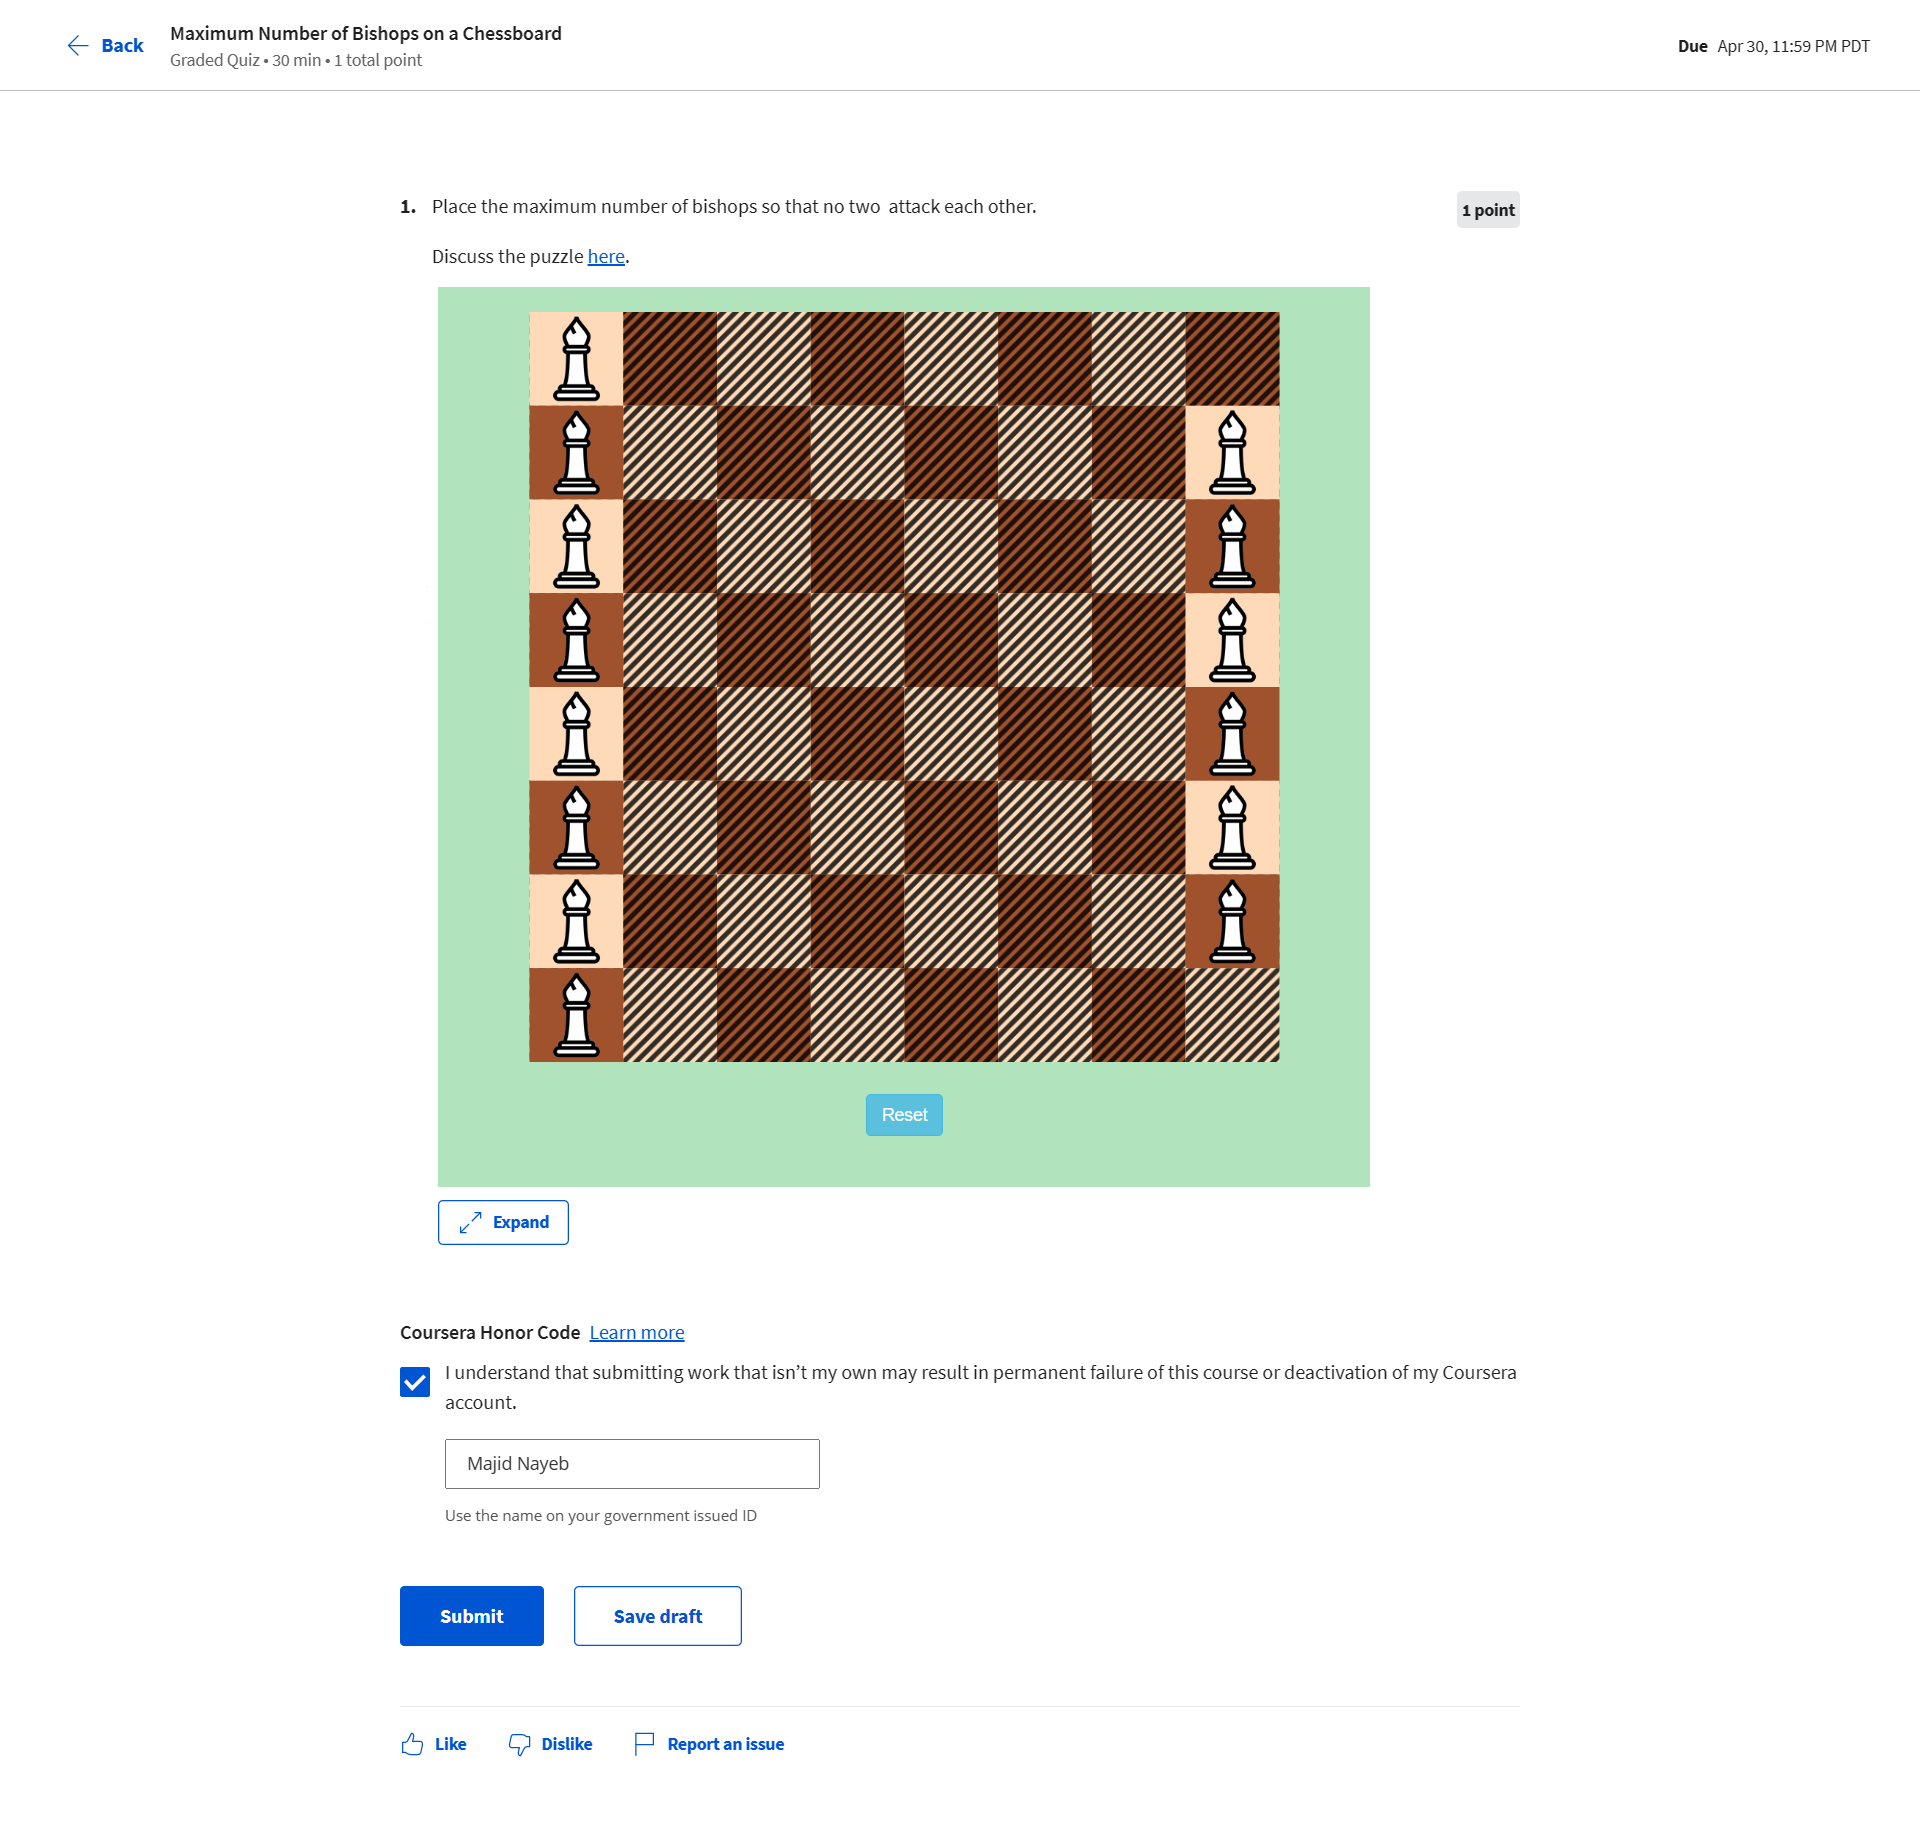 Back
Maximum Number of Bishops on a Chessboard
Graded Quiz • 30 min • 1 total point
Due Apr 30, 11:59 PM PDT
1. Place the maximum number of bishops so that no two attack each other.
1 point
Discuss the puzzle here.
Reset
Expand
Coursera Honor Code Learn more
I understand that submitting work that isn’t my own may result in permanent failure of this course or deactivation of my Coursera
account.
Majid Nayeb
Use the name on your government issued ID
Submit
Save draft
Like
Dislike
Report an issue